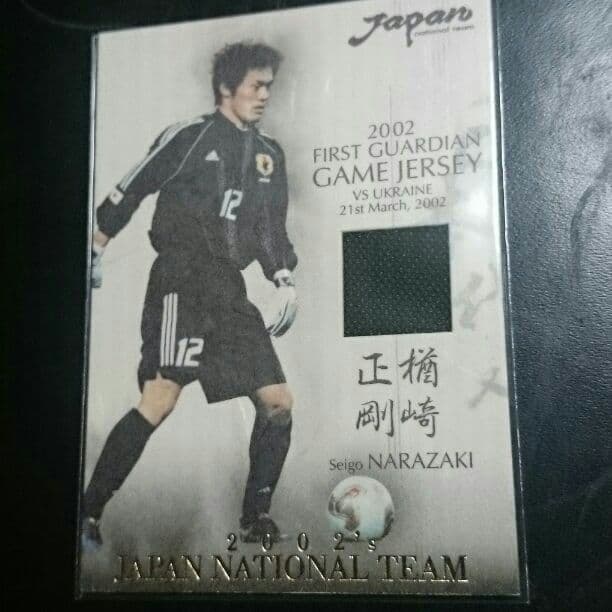 Japan
national team
2002
FIRST GUARDIAN
GAME JERSEY
VS UKRAINE
21st March, 2002
12
12
楢﨑
正剛
Seigo NARAZAKI
2002's
JAPAN NATIONAL TEAM